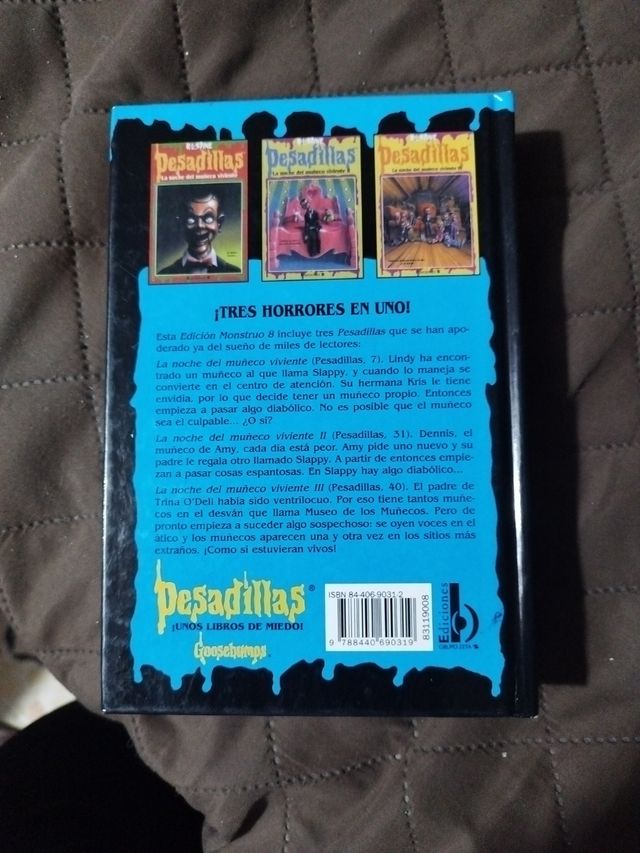 R.L. STINE
Pesadillas
La noche del muñeco viviente
R.L. STINE
Pesadillas
La noche del muñeco viviente II
R.L. STINE
Pesadillas
La noche del muñeco viviente III
¡TRES HORRORES EN UNO!
Esta Edición Monstruo 8 incluye tres Pesadillas que se han apo-
derado ya del sueño de miles de lectores:
La noche del muñeco viviente (Pesadillas, 7). Lindy ha encon-
trado un muñeco al que llama Slappy, y cuando lo maneja se
convierte en el centro de atención. Su hermana Kris le tiene
envidia, por lo que decide tener un muñeco propio. Entonces
empieza a pasar algo diabólico. No es posible que el muñeco
sea el culpable... ¿O sí?
La noche del muñeco viviente II (Pesadillas, 31). Dennis, el
muñeco de Amy, cada día está peor. Amy pide uno nuevo y su
padre le regala otro llamado Slappy. A partir de entonces empie-
zan a pasar cosas espantosas. En Slappy hay algo diabólico...
La noche del muñeco viviente III (Pesadillas, 40). El padre de
Trina O'Dell había sido ventrílocuo. Por eso tiene tantos muñe-
cos en el desván que llama Museo de los Muñecos. Pero de
pronto empieza a suceder algo sospechoso: se oyen voces en el
ático y los muñecos aparecen una y otra vez en los sitios más
extraños. ¡Como si estuvieran vivos!
Pesadillas®
¡UNOS LIBROS DE MIEDO!
Goosebumps
ISBN 84-406-9031-2
9 788440 690319
83119008
Ediciones
GRUPO ZETA